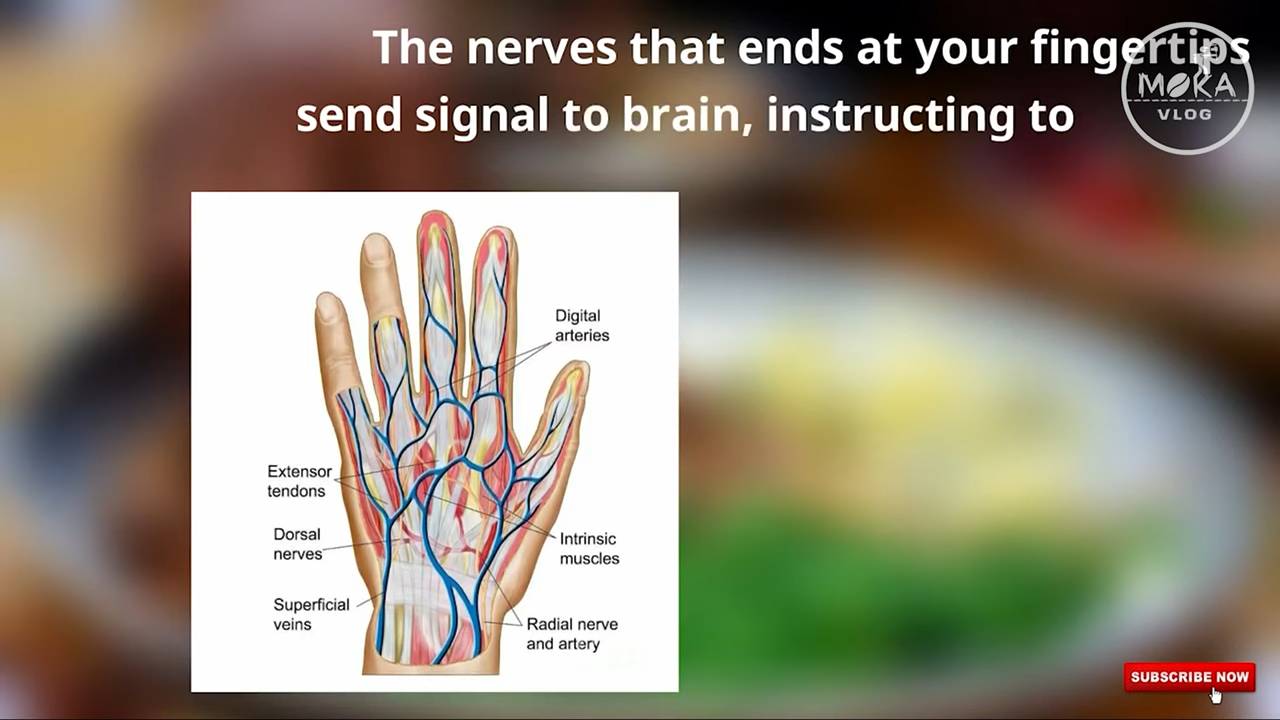 The nerves that ends at your fingertips
send signal to brain, instructing to
MOKA
VLOG
Digital
arteries
Extensor
tendons
Dorsal
nerves
Intrinsic
muscles
Superficial
veins
Radial nerve
and artery
SUBSCRIBE NOW